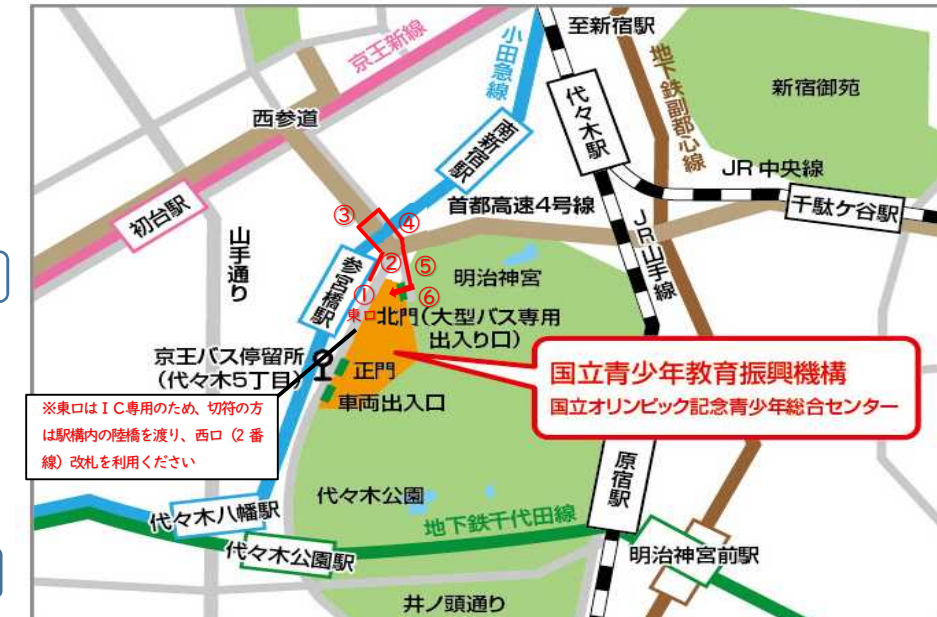 至新宿駅
京王新線
小田急線
地下鉄副都心線
新宿御苑
代々木駅
西参道
南新宿駅
JR中央線
初台駅
首都高速4号線
千駄ケ谷駅
山手通り
JR山手線
③
④
②
⑤
明治神宮
参宮橋駅
①
⑥
東口
北門(大型バス専用
出入り口)
京王バス停留所
(代々木5丁目)
正門
車両出入口
国立青少年教育振興機構
国立オリンピック記念青少年総合センター
※東口はIC専用のため、切符の方
は駅構内の陸橋を渡り、西口(2番
線)改札を利用ください
原宿駅
代々木公園
代々木八幡駅
地下鉄千代田線
代々木公園駅
明治神宮前駅
井ノ頭通り